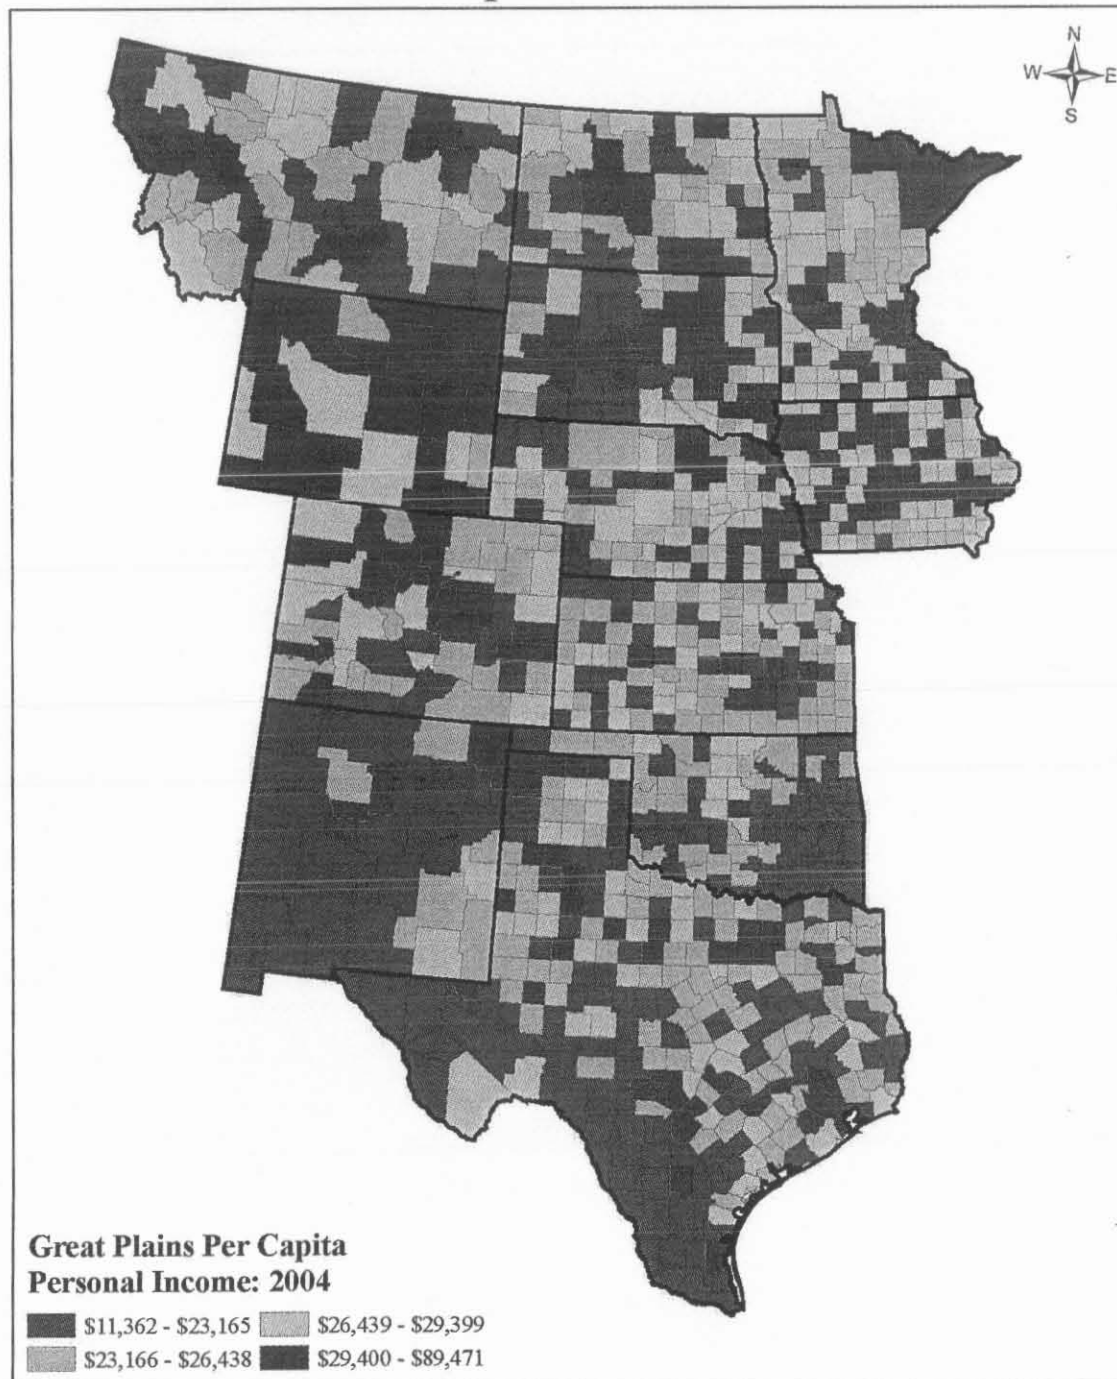 N
W E
S
Great Plains Per Capita
Personal Income: 2004
$11,362 - $23,165 $26,439 - $29,399
$23,166 - $26,438 $29,400 - $89,471